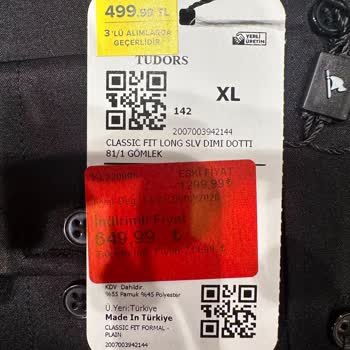 499.99 TL
3'LÜ ALIMLARDA
GEÇERLİDİR
TUDORS
YERLİ
ÜRETİM
XL
142
2007003942144
CLASSIC FIT LONG SLV DIMI DOTTI
81/1 GÖMLEK
ESKİ FİYAT
1299.99 ₺
İndirimli Fiyat
649.99 ₺
KDV Dahildir.
%55 Pamuk %45 Polyester
Ü.Yeri:Türkiye
Made In Türkiye
CLASSIC FIT FORMAL -
PLAIN
2007003942144